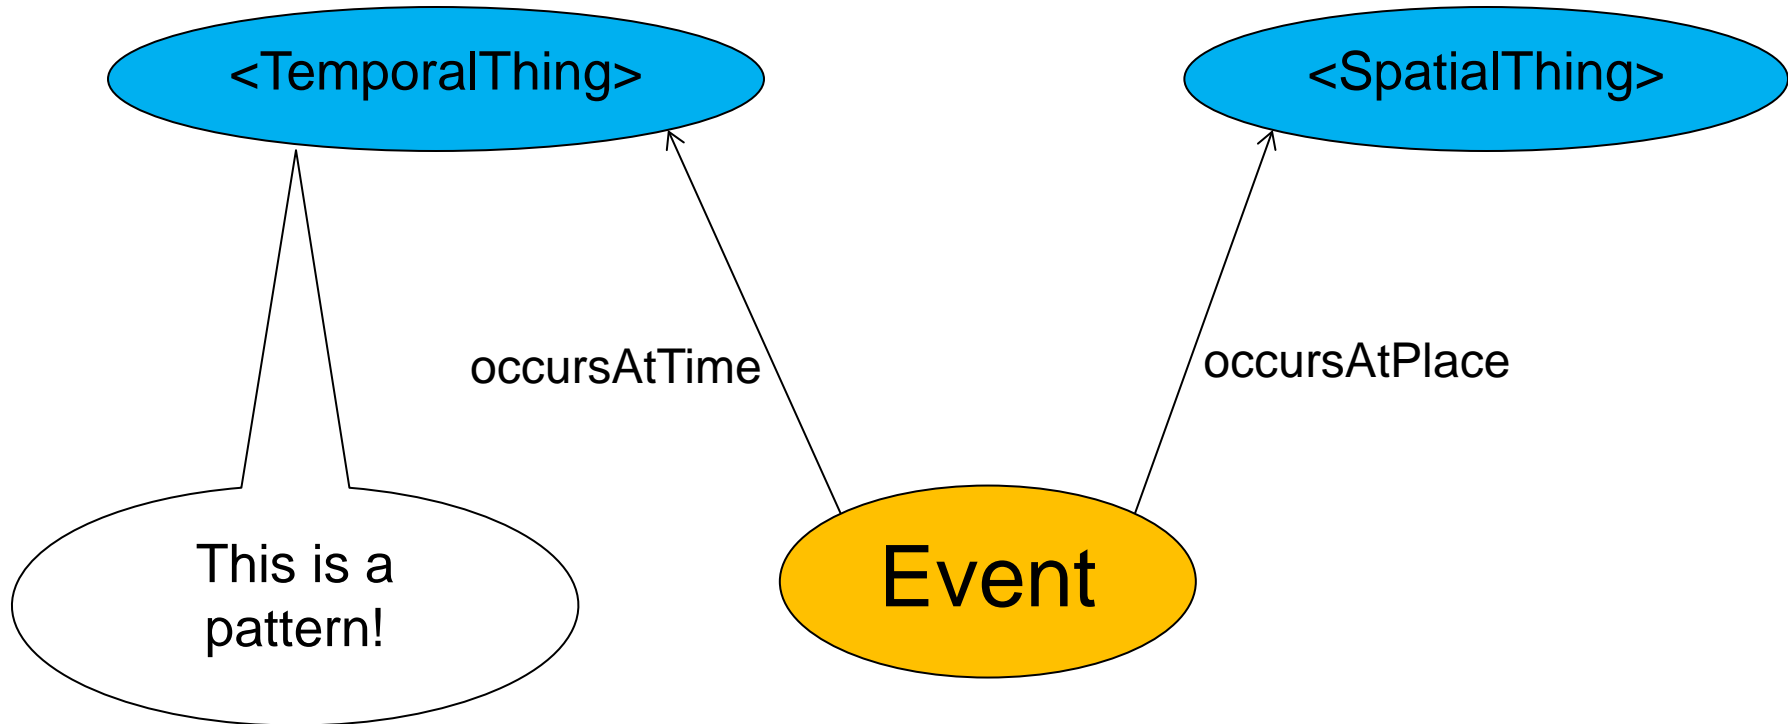 <TemporalThing>
<SpatialThing>
occursAtTime
occursAtPlace
This is a
pattern!
Event